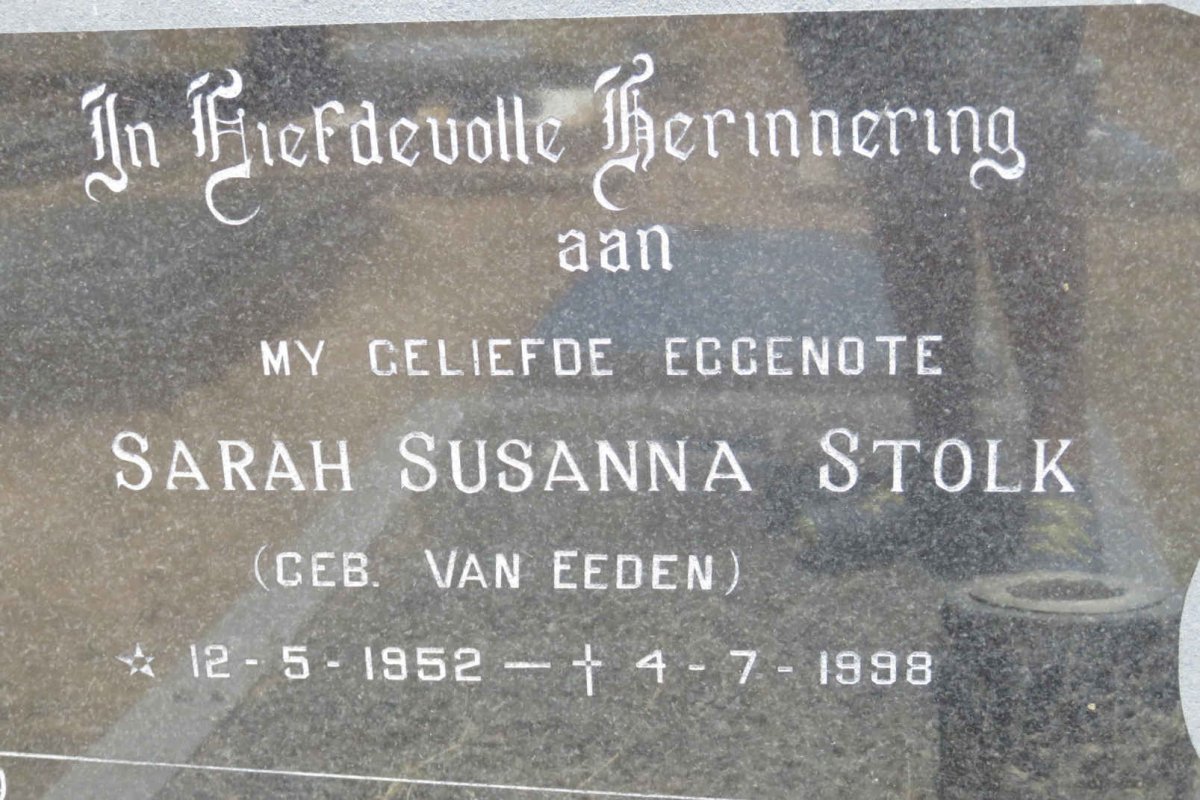 In Liefdevolle Herinnering
aan
MY GELIEFDE EGGENOTE
SARAH SUSANNA STOLK
(GEB. VAN EEDEN)
☆ 12-5-1952 — † 4-7-1998